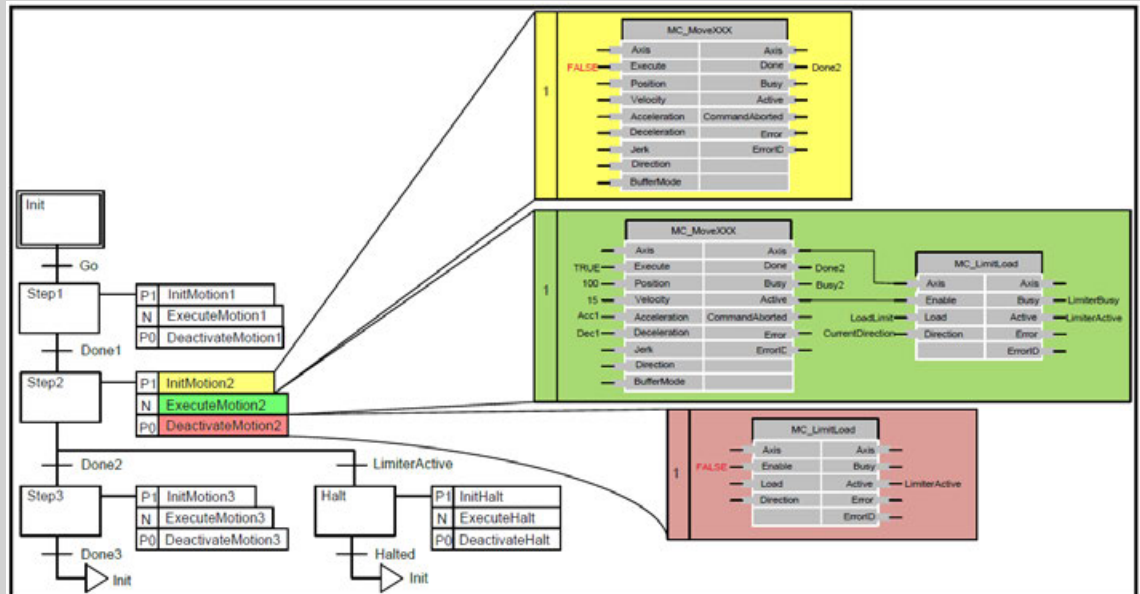 Init
Go
Step1
P1 InitMotion1
N ExecuteMotion1
P0 DeactivateMotion1
Done1
Step2
P1 InitMotion2
N ExecuteMotion2
P0 DeactivateMotion2
Done2
LimiterActive
Step3
P1 InitMotion3
N ExecuteMotion3
P0 DeactivateMotion3
Done3
Init
Halt
P1 InitHalt
N ExecuteHalt
P0 DeactivateHalt
Halted
Init
1
MC_MoveXXX
Axis Axis
FALSE Execute Done Done2
Position Busy
Velocity Active
Acceleration CommandAborted
Deceleration Error
Jerk ErrorID
Direction
BufferMode
1
MC_MoveXXX
Axis Axis
TRUE Execute Done Done2
100 Position Busy Busy2
15 Velocity Active
Acc1 Acceleration CommandAborted
Dec1 Deceleration Error
Jerk ErrorID
Direction
BufferMode
MC_LimitLoad
Axis Axis
Enable Busy LimiterBusy
LoadLimit Load Active LimiterActive
CurrentDirection Direction Error
ErrorID
1
MC_LimitLoad
Axis Axis
FALSE Enable Busy
Load Active LimiterActive
Direction Error
ErrorID